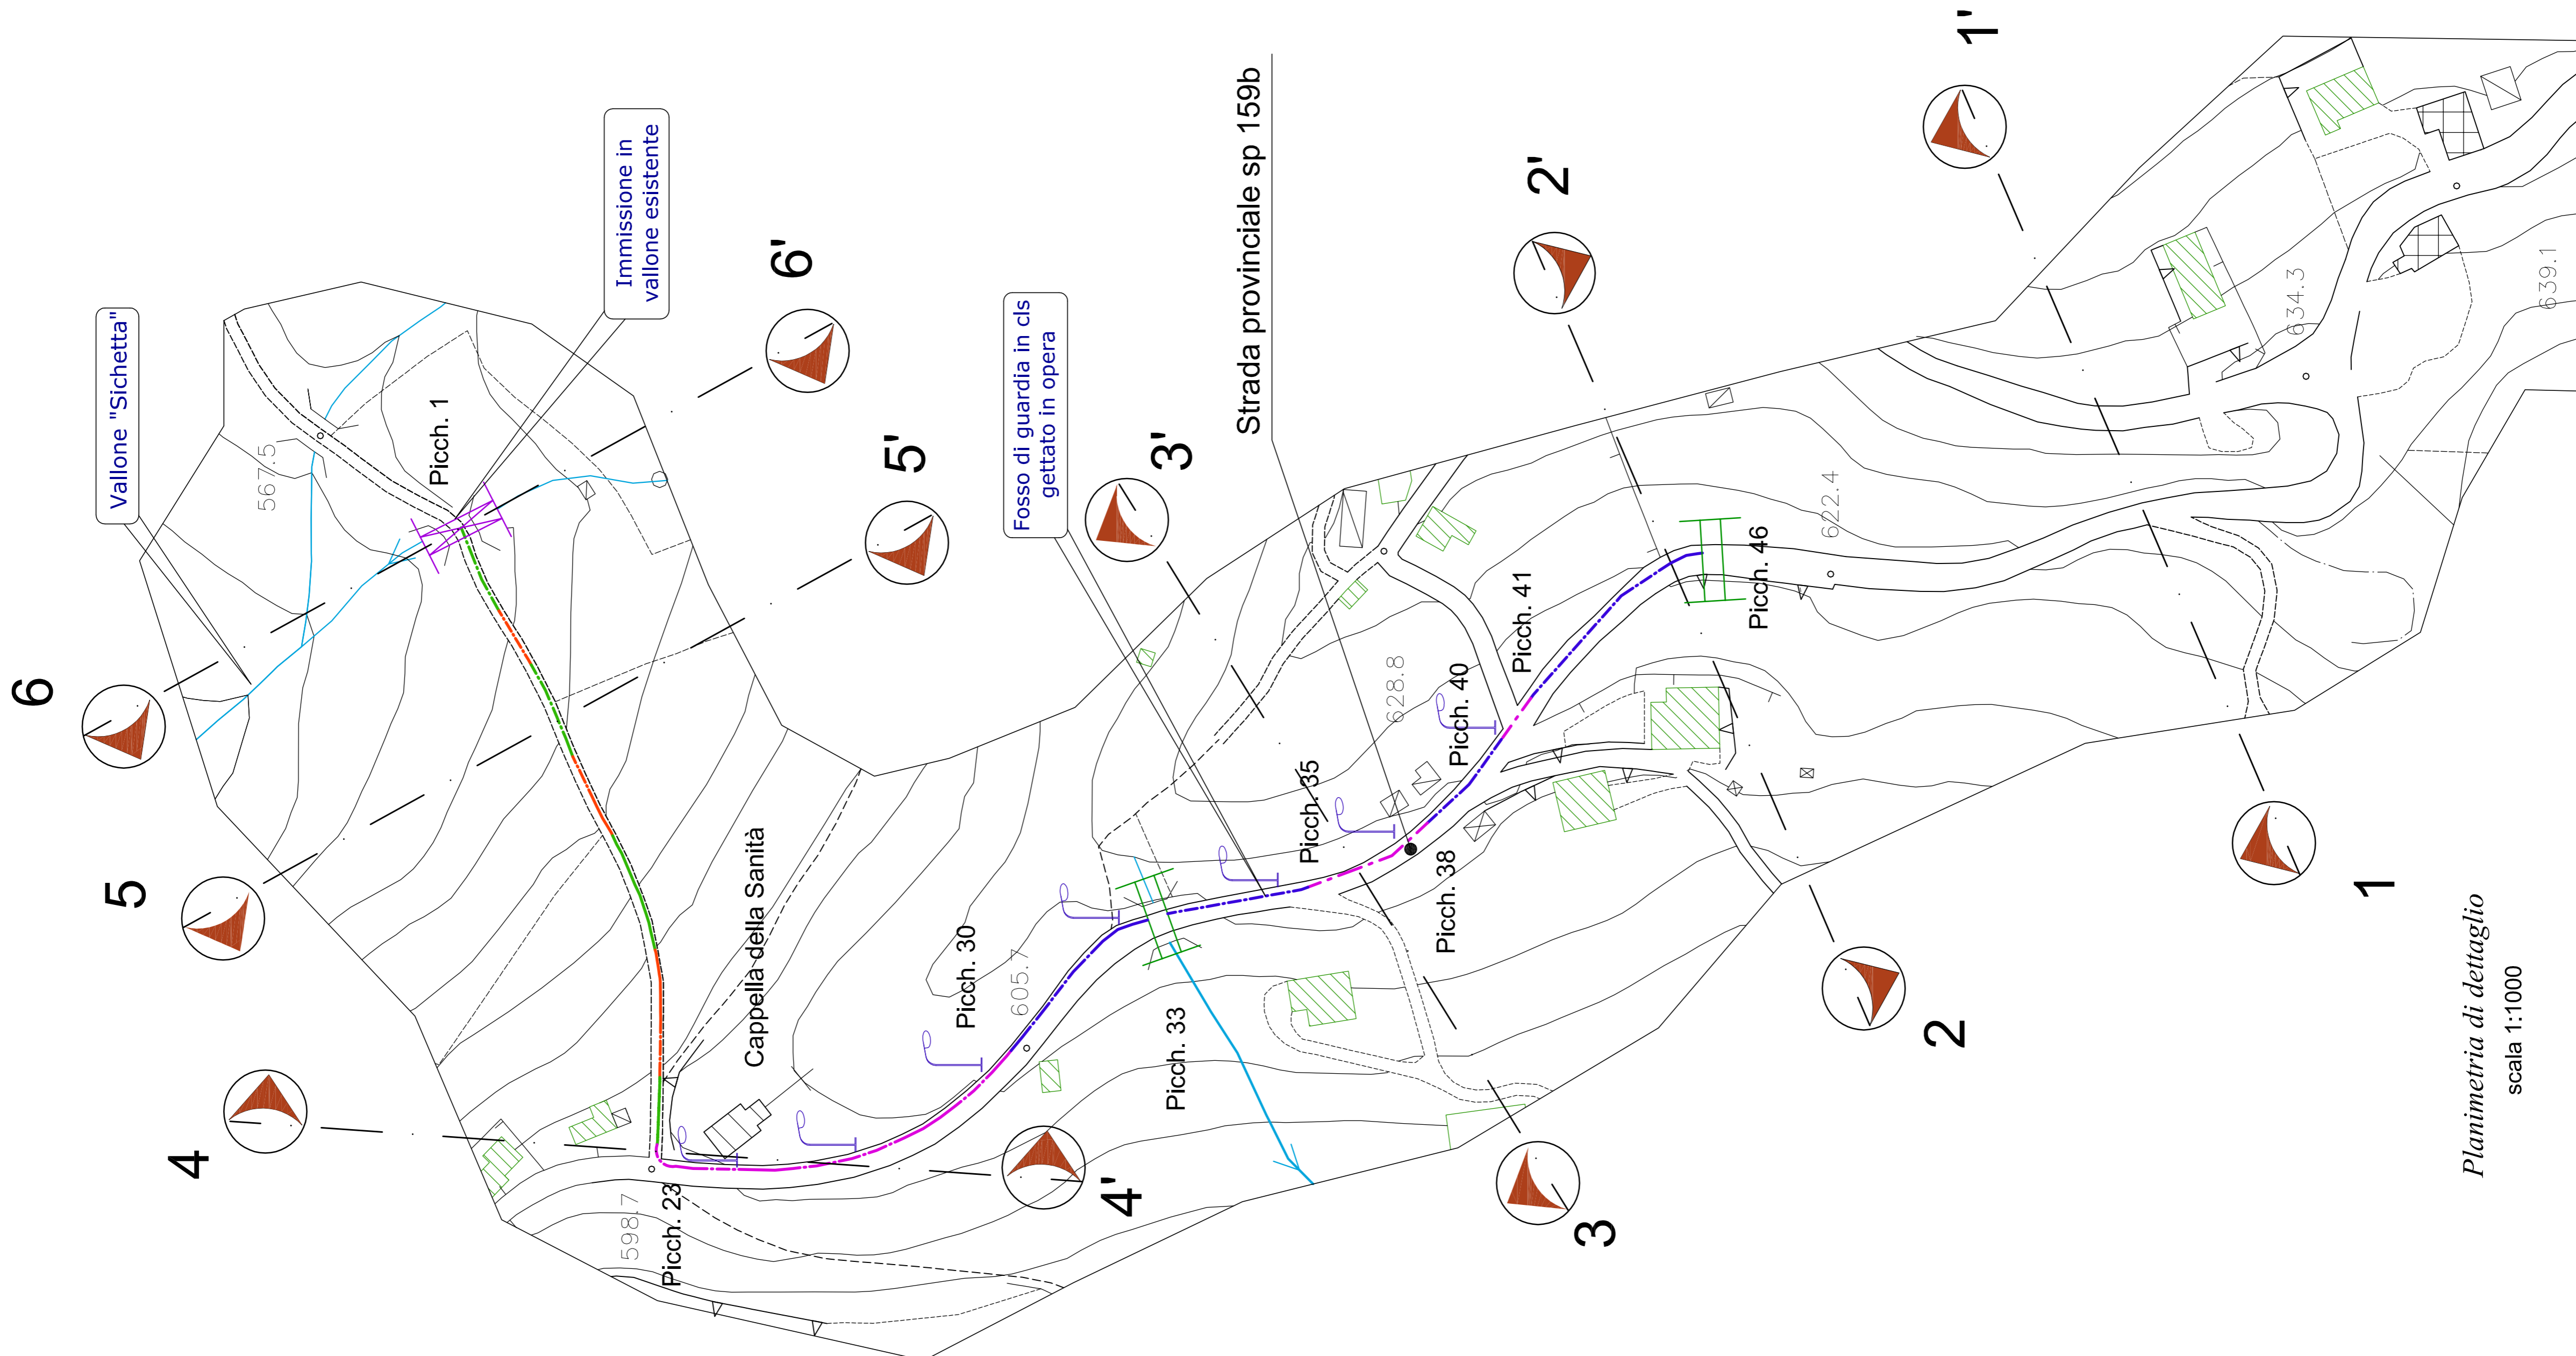 Vallone "Sichetta"
Immissione in
vallone esistente
Fosso di guardia in cls
gettato in opera
Strada provinciale sp 159b
1'
2'
3'
5'
6'
6
5
4
4'
3
2
1
Picch. 1
Picch. 23
Cappella della Sanità
Picch. 30
Picch. 33
Picch. 35
Picch. 38
Picch. 40
Picch. 41
Picch. 46
567.5
598.7
605.7
628.8
622.4
634.3
639.1
Planimetria di dettaglio
scala 1:1000